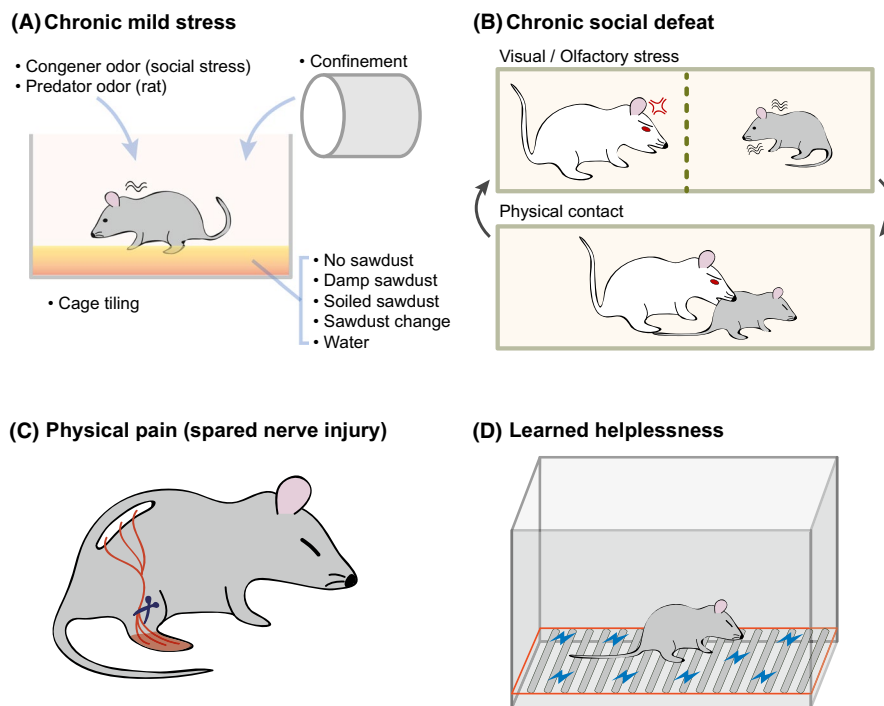 (A) Chronic mild stress
• Congener odor (social stress)
• Predator odor (rat)
• Confinement
• No sawdust
• Damp sawdust
• Soiled sawdust
• Sawdust change
• Water
• Cage tiling
(B) Chronic social defeat
Visual / Olfactory stress
Physical contact
(C) Physical pain (spared nerve injury)
(D) Learned helplessness